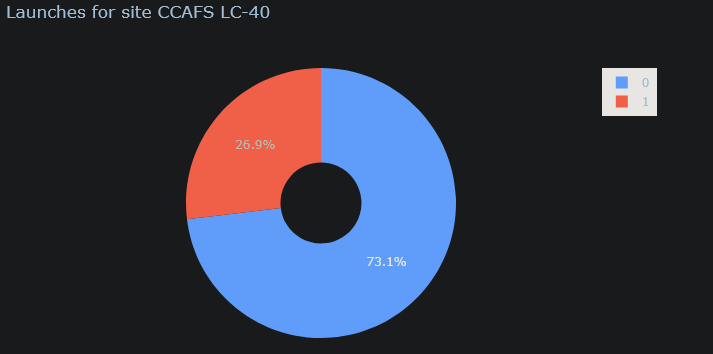 Launches for site CCAFS LC-40
0
1
26.9%
73.1%